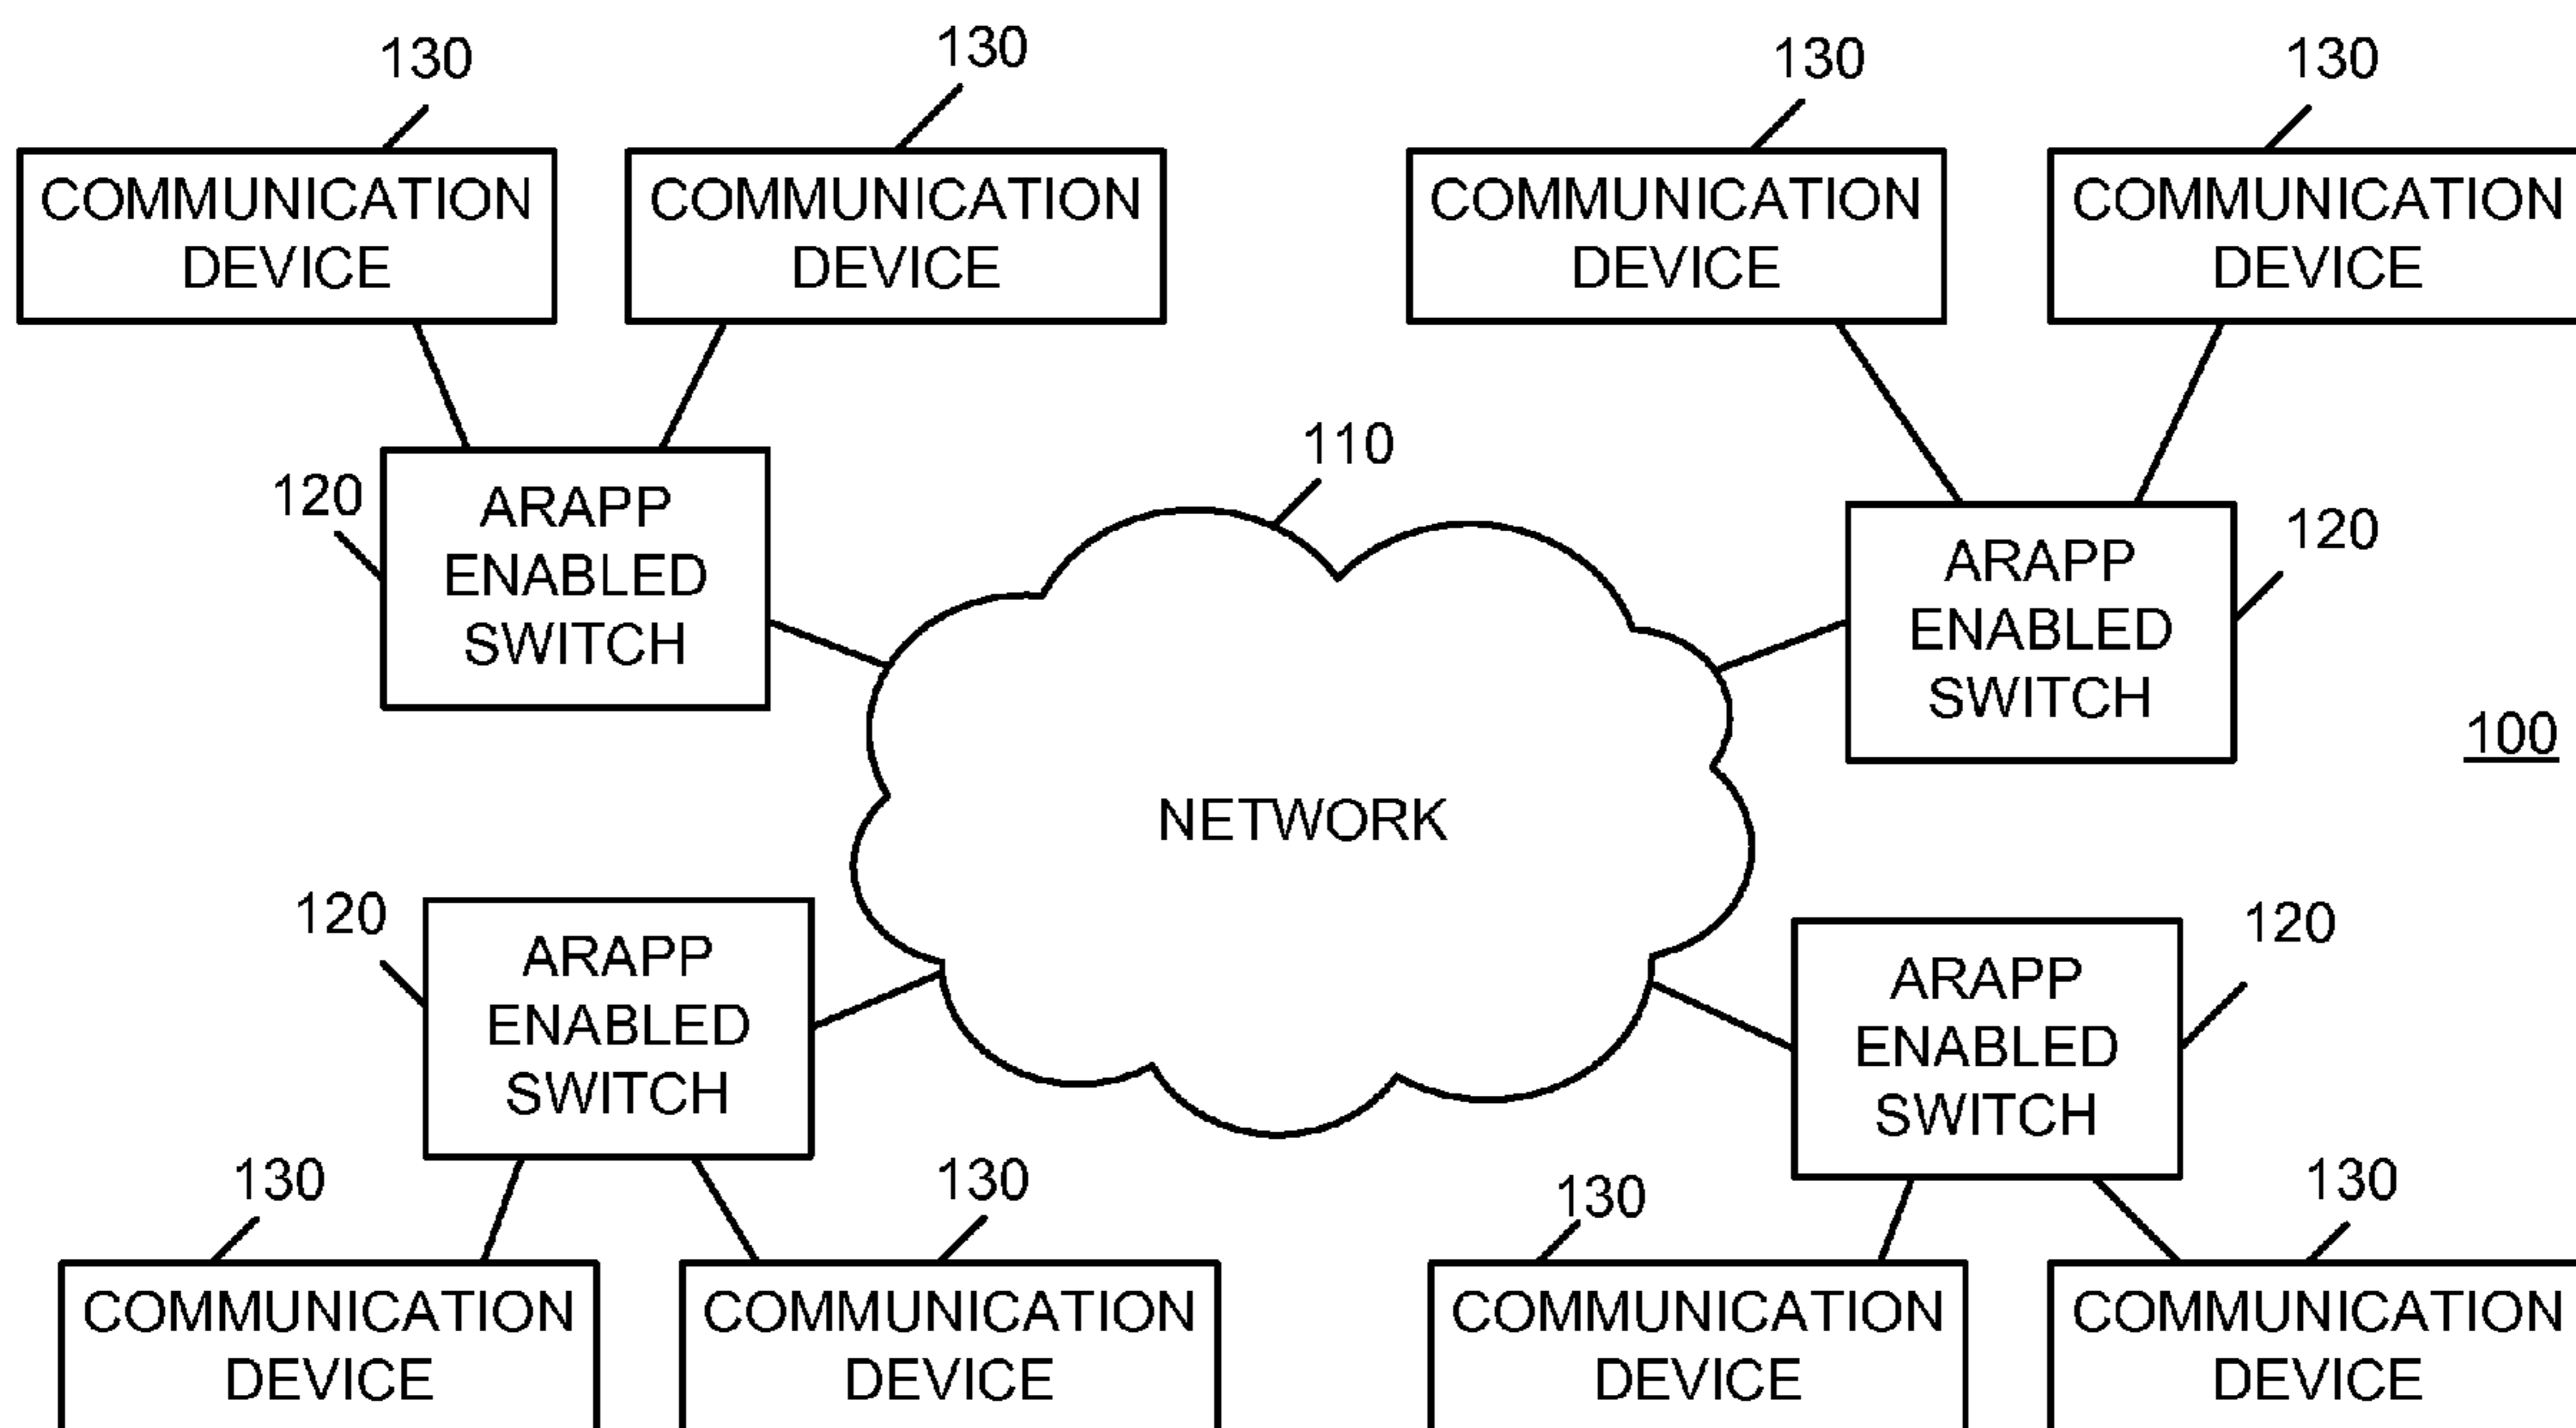 130
130
130
130
COMMUNICATION
DEVICE
COMMUNICATION
DEVICE
COMMUNICATION
DEVICE
COMMUNICATION
DEVICE
110
120
ARAPP
ENABLED
SWITCH
ARAPP
ENABLED
SWITCH
120
100
NETWORK
120
ARAPP
ENABLED
SWITCH
ARAPP
ENABLED
SWITCH
120
130
130
130
130
COMMUNICATION
DEVICE
COMMUNICATION
DEVICE
COMMUNICATION
DEVICE
COMMUNICATION
DEVICE